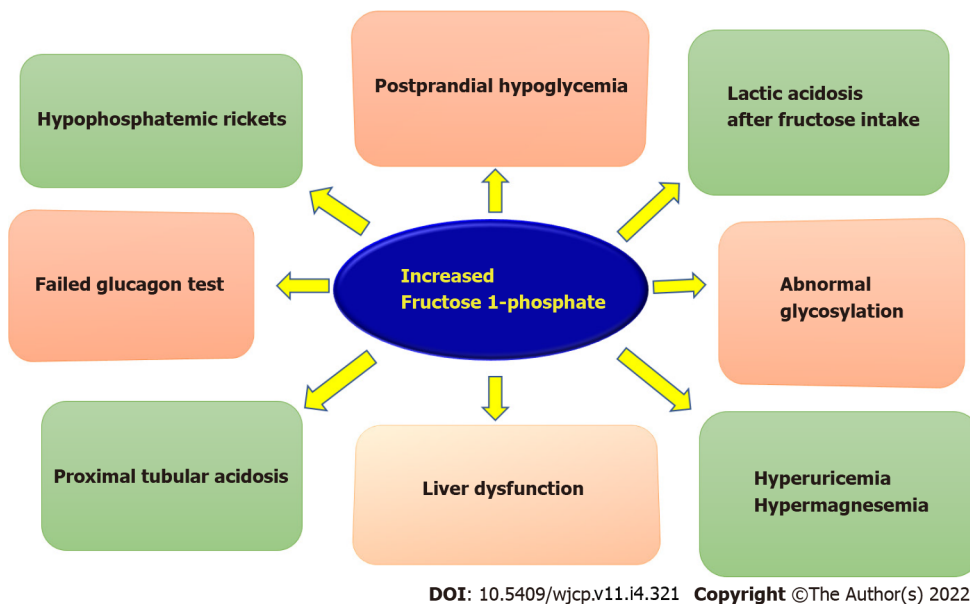 Postprandial hypoglycemia
Hypophosphatemic rickets
Lactic acidosis
after fructose intake
Failed glucagon test
Increased
Fructose 1-phosphate
Abnormal
glycosylation
Proximal tubular acidosis
Liver dysfunction
Hyperuricemia
Hypermagnesemia
DOI: 10.5409/wjcp.v11.i4.321 Copyright ©The Author(s) 2022